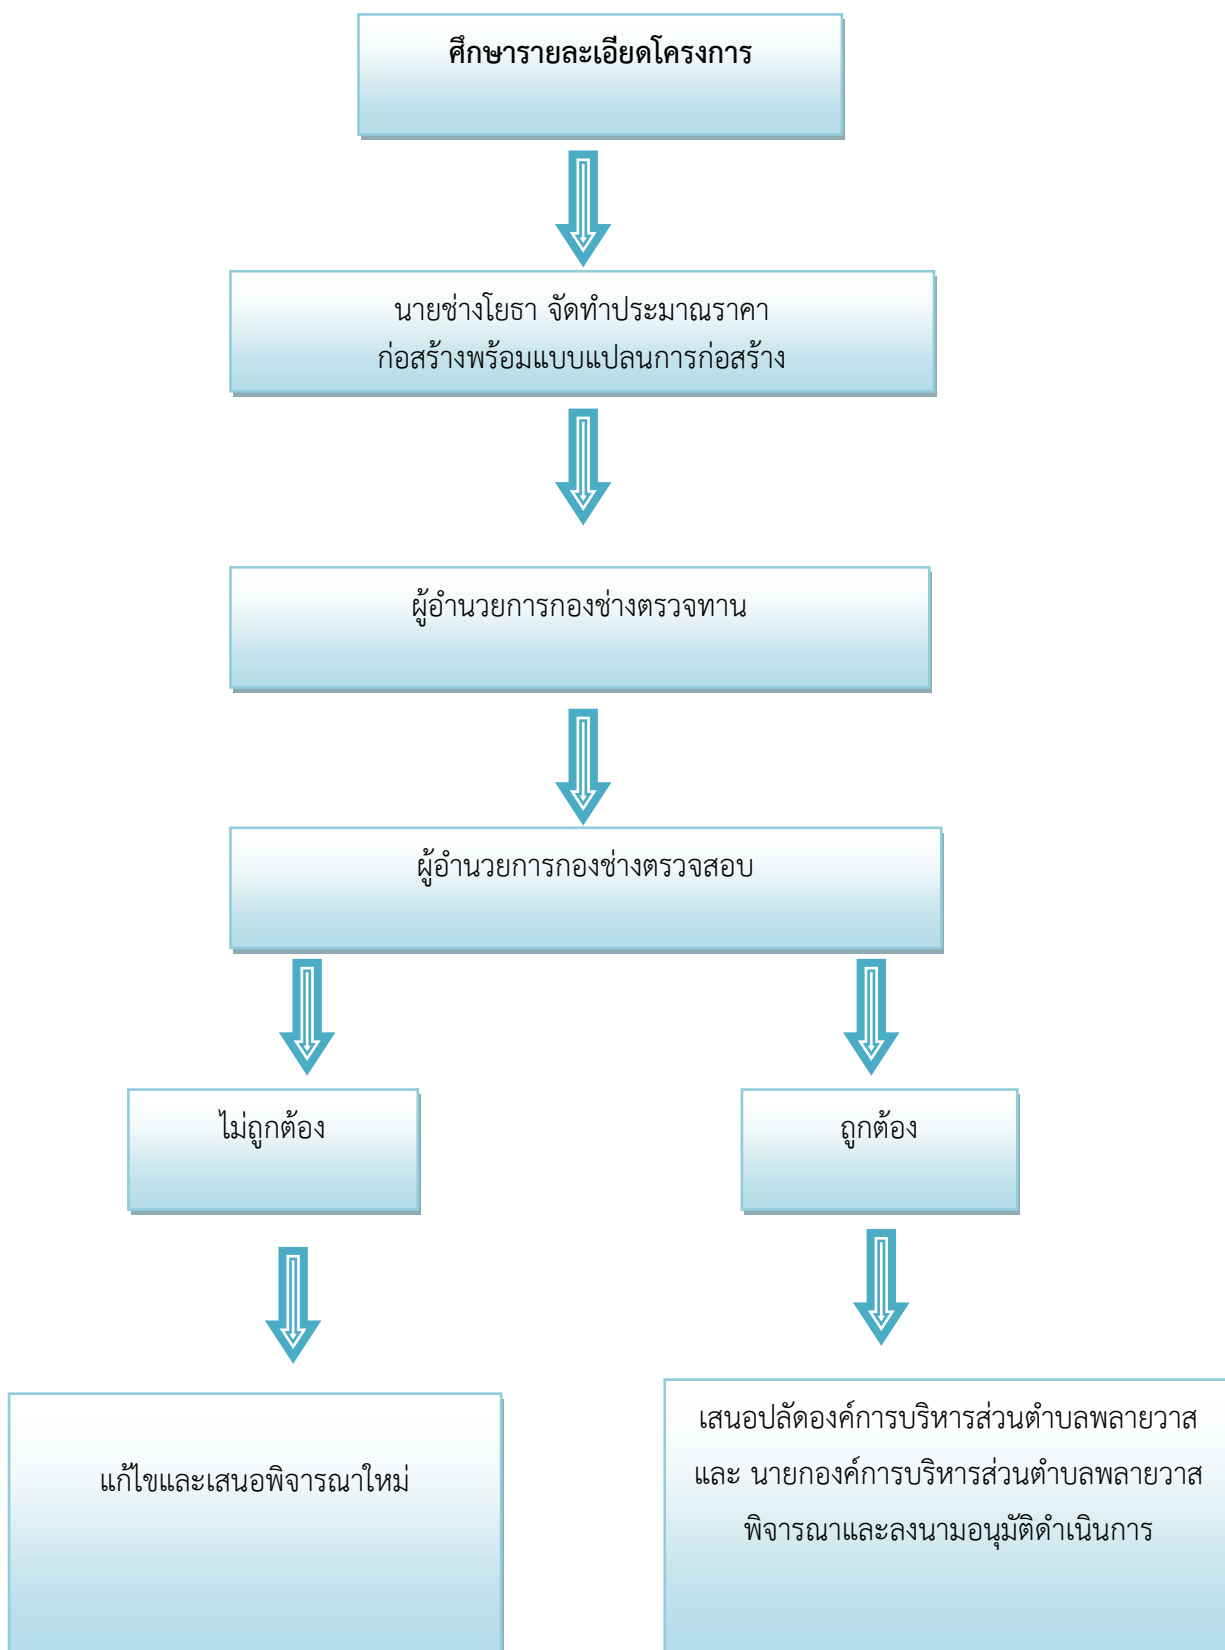 ศึกษารายละเอียดโครงการ
นายช่างโยธา จัดทำประมาณราคา
ก่อสร้างพร้อมแบบแปลนการก่อสร้าง
ผู้อำนวยการกองช่างตรวจทาน
ผู้อำนวยการกองช่างตรวจสอบ
ไม่ถูกต้อง
ถูกต้อง
แก้ไขและเสนอพิจารณาใหม่
เสนอปลัดองค์การบริหารส่วนตำบลพลายวาส
และ นายกองค์การบริหารส่วนตำบลพลายวาส
พิจารณาและลงนามอนุมัติดำเนินการ